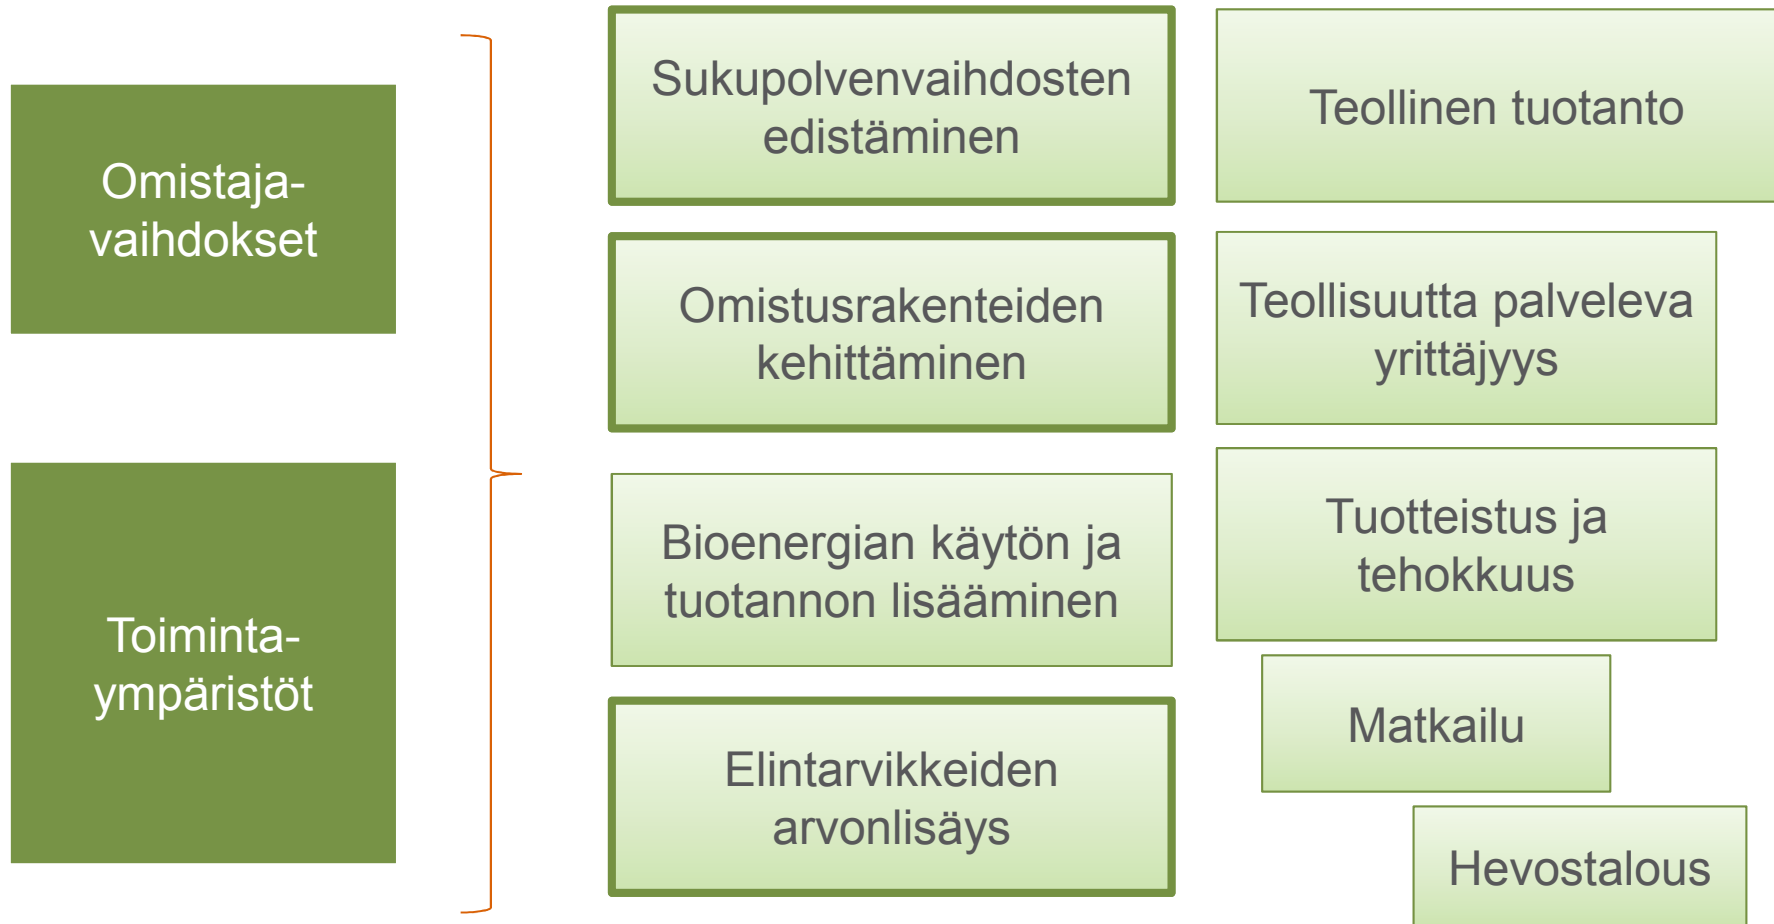 Omistaja-
vaihdokset
Toiminta-
ympäristöt
Sukupolvenvaihdosten
edistäminen
Omistusrakenteiden
kehittäminen
Bioenergian käytön ja
tuotannon lisääminen
Elintarvikkeiden
arvonlisäys
Teollinen tuotanto
Teollisuutta palveleva
yrittäjyys
Tuotteistus ja
tehokkuus
Matkailu
Hevostalous